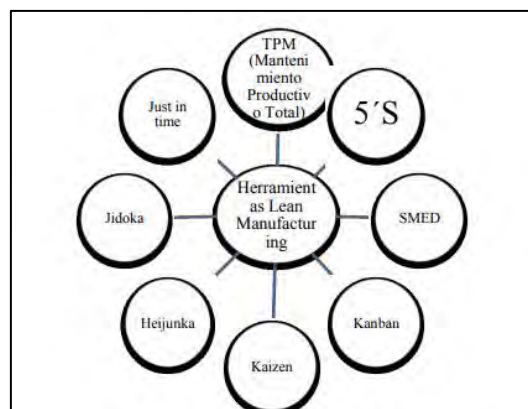 TPM
(Manteni
miento
Productiv
o Total)
5´S
SMED
Kanban
Kaizen
Heijunka
Jidoka
Just in
time
Herramient
as Lean
Manufactur
ing